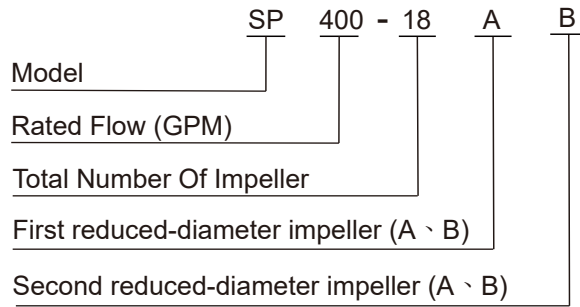 SP 400 - 18 A B
Model
Rated Flow (GPM)
Total Number Of Impeller
First reduced-diameter impeller (A、B)
Second reduced-diameter impeller (A、B)